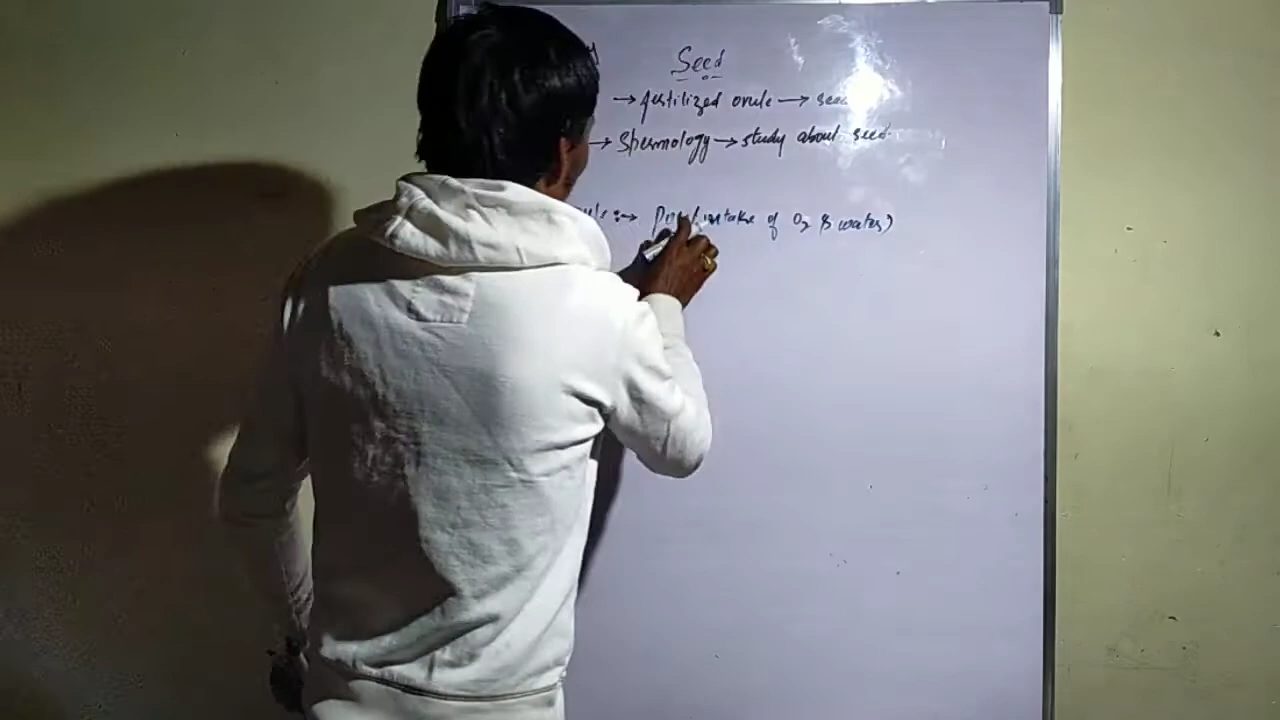 Seed
→ fertilized ovule → seed
→ Spermology → study about seed.
→ intake of O2 & water)